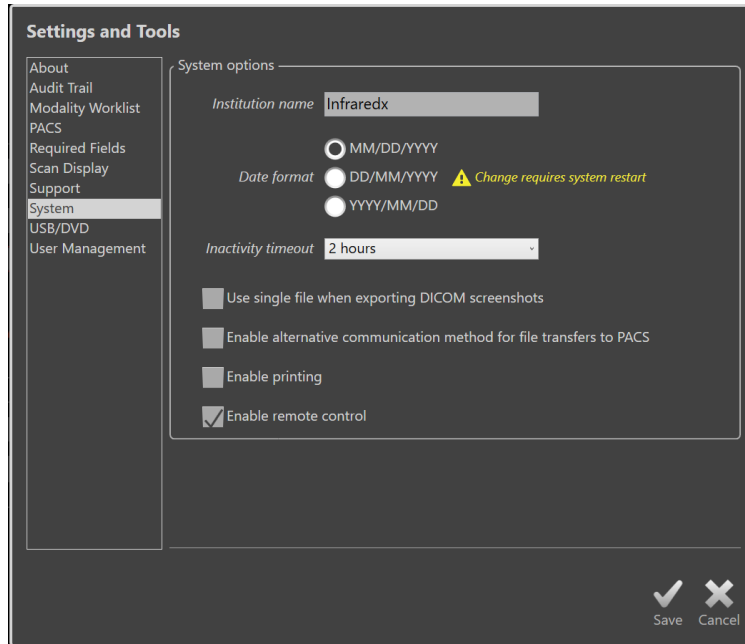 Settings and Tools
About
Audit Trail
Modality Worklist
PACS
Required Fields
Scan Display
Support
System
USB/DVD
User Management
System options
Institution name Infraredx
MM/DD/YYYY
Date format DD/MM/YYYY Change requires system restart
YYYY/MM/DD
Inactivity timeout 2 hours
Use single file when exporting DICOM screenshots
Enable alternative communication method for file transfers to PACS
Enable printing
Enable remote control
Save Cancel